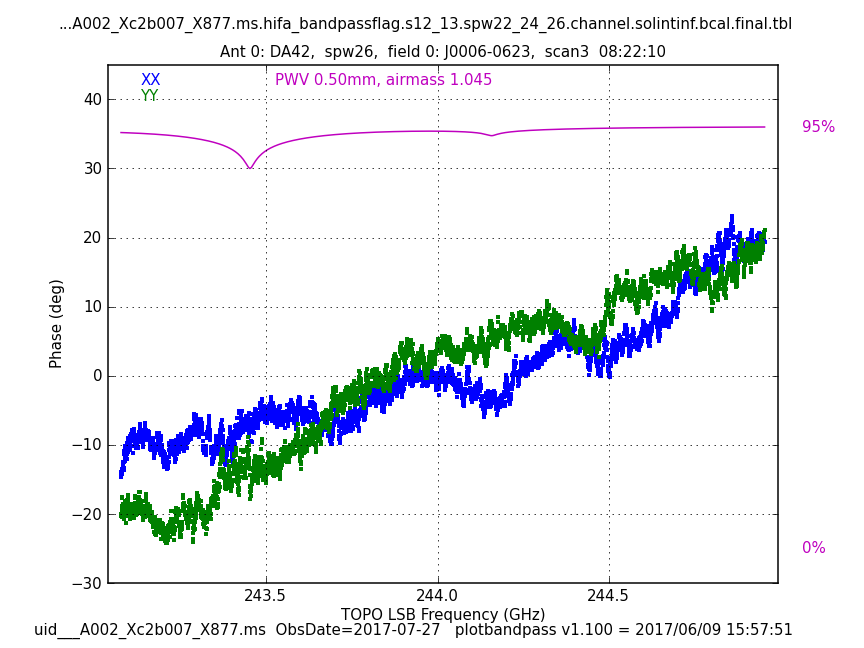 ...A002_Xc2b007_X877.ms.hifa_bandpassflag.s12_13.spw22_24_26.channel.solintinf.bcal.final.tbl
Ant 0: DA42,  spw26,  field 0: J0006-0623,  scan3  08:22:10
XX
PWV 0.50mm, airmass 1.045
YY
40
95%
30
20
10
0
−10
−20
0%
−30
Phase (deg)
243.5
244.0
244.5
TOPO LSB Frequency (GHz)
uid___A002_Xc2b007_X877.ms  ObsDate=2017-07-27   plotbandpass v1.100 = 2017/06/09 15:57:51